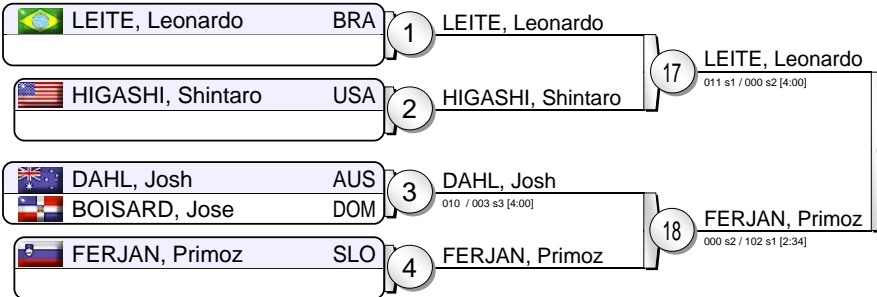 LEITE, Leonardo BRA
1
LEITE, Leonardo
17
LEITE, Leonardo
011 s1 / 000 s2 [4:00]
HIGASHI, Shintaro USA
2
HIGASHI, Shintaro
DAHL, Josh AUS
BOISARD, Jose DOM
3
DAHL, Josh
010 / 003 s3 [4:00]
18
FERJAN, Primoz
000 s2 / 102 s1 [2:34]
FERJAN, Primoz SLO
4
FERJAN, Primoz